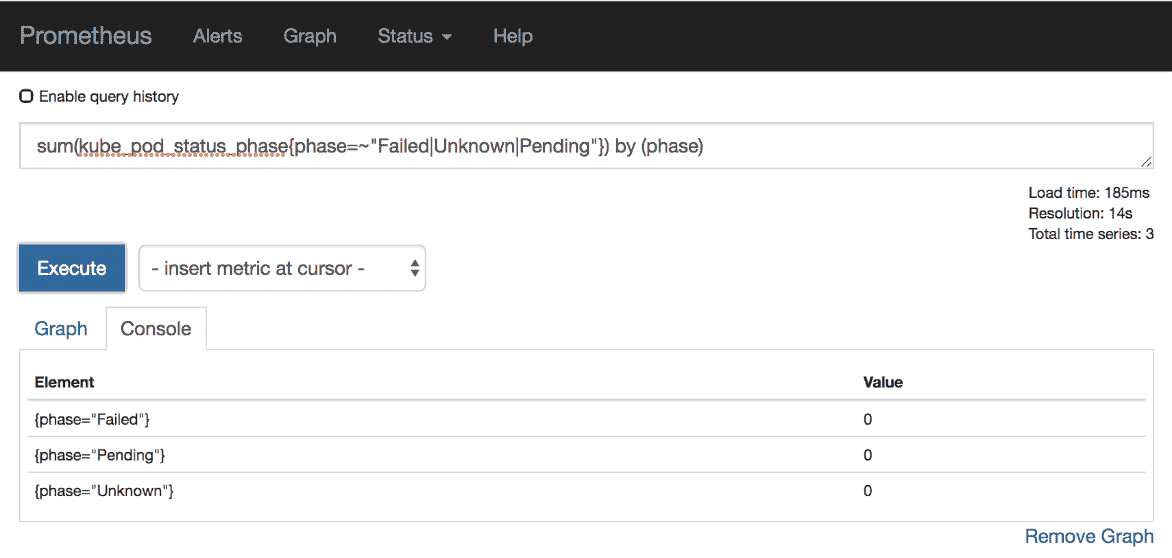 Prometheus Alerts Graph Status Help
Enable query history
sum(kube_pod_status_phase{phase=~"Failed|Unknown|Pending"}) by (phase)
Load time: 185ms
Resolution: 14s
Total time series: 3
Execute - insert metric at cursor -
Graph Console
Element Value
{phase="Failed"} 0
{phase="Pending"} 0
{phase="Unknown"} 0
Remove Graph